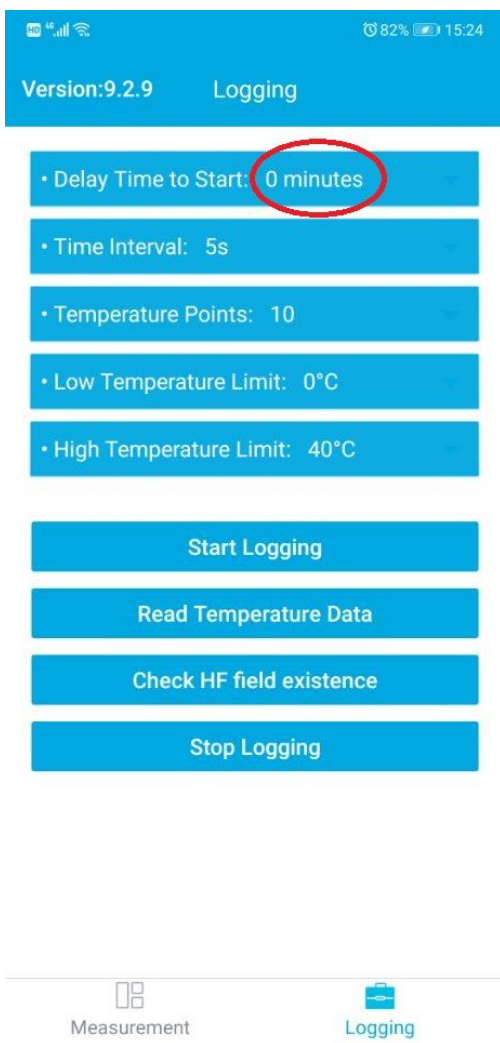 HD 4G 82% 15:24
Version:9.2.9 Logging
• Delay Time to Start: 0 minutes
• Time Interval: 5s
• Temperature Points: 10
• Low Temperature Limit: 0°C
• High Temperature Limit: 40°C
Start Logging
Read Temperature Data
Check HF field existence
Stop Logging
Measurement Logging